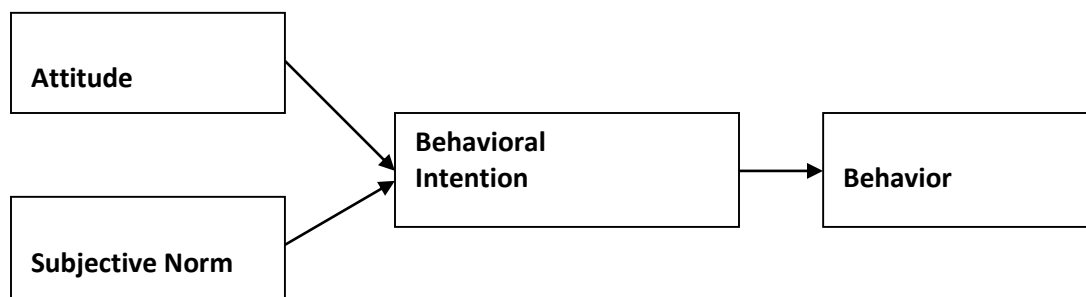 Attitude
Subjective Norm
Behavioral
Intention
Behavior